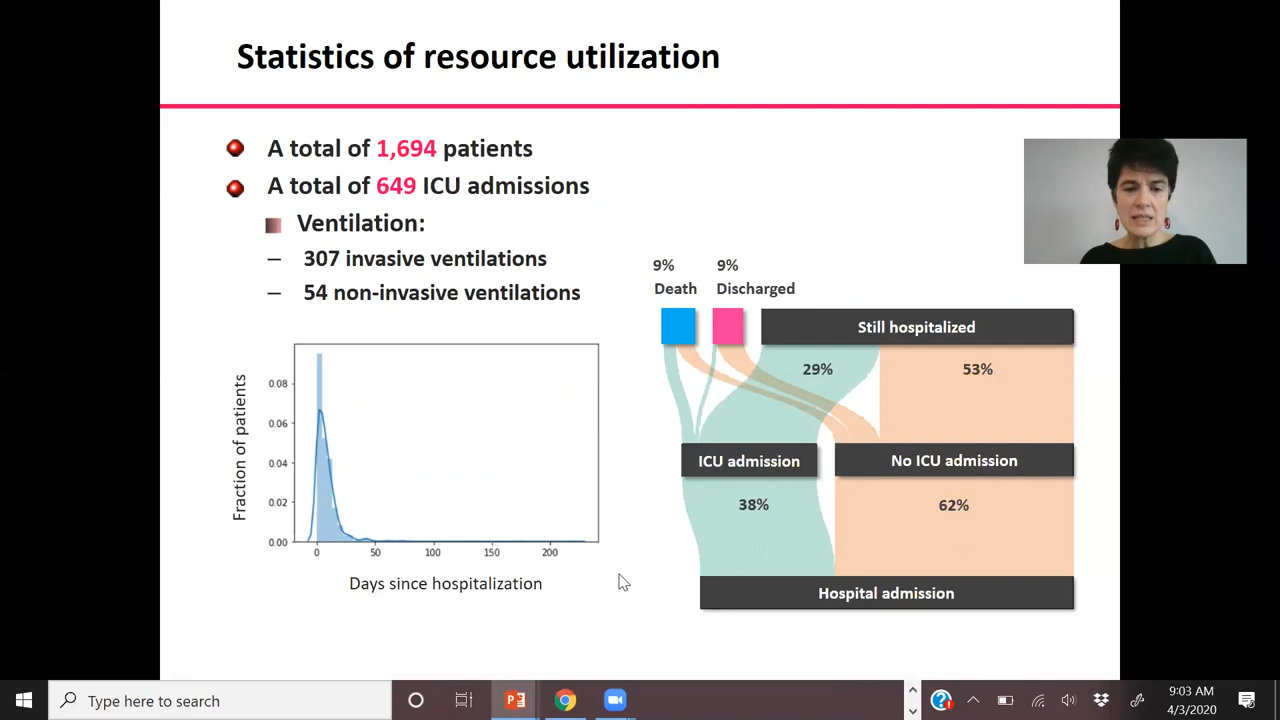 Statistics of resource utilization
A total of 1,694 patients
A total of 649 ICU admissions
Ventilation:
– 307 invasive ventilations
– 54 non-invasive ventilations
9%
Death
9%
Discharged
Still hospitalized
29%
53%
ICU admission
No ICU admission
38%
62%
Hospital admission
Fraction of patients
0.08
0.06
0.04
0.02
0.00
0 50 100 150 200
Days since hospitalization
Type here to search
9:03 AM
4/3/2020